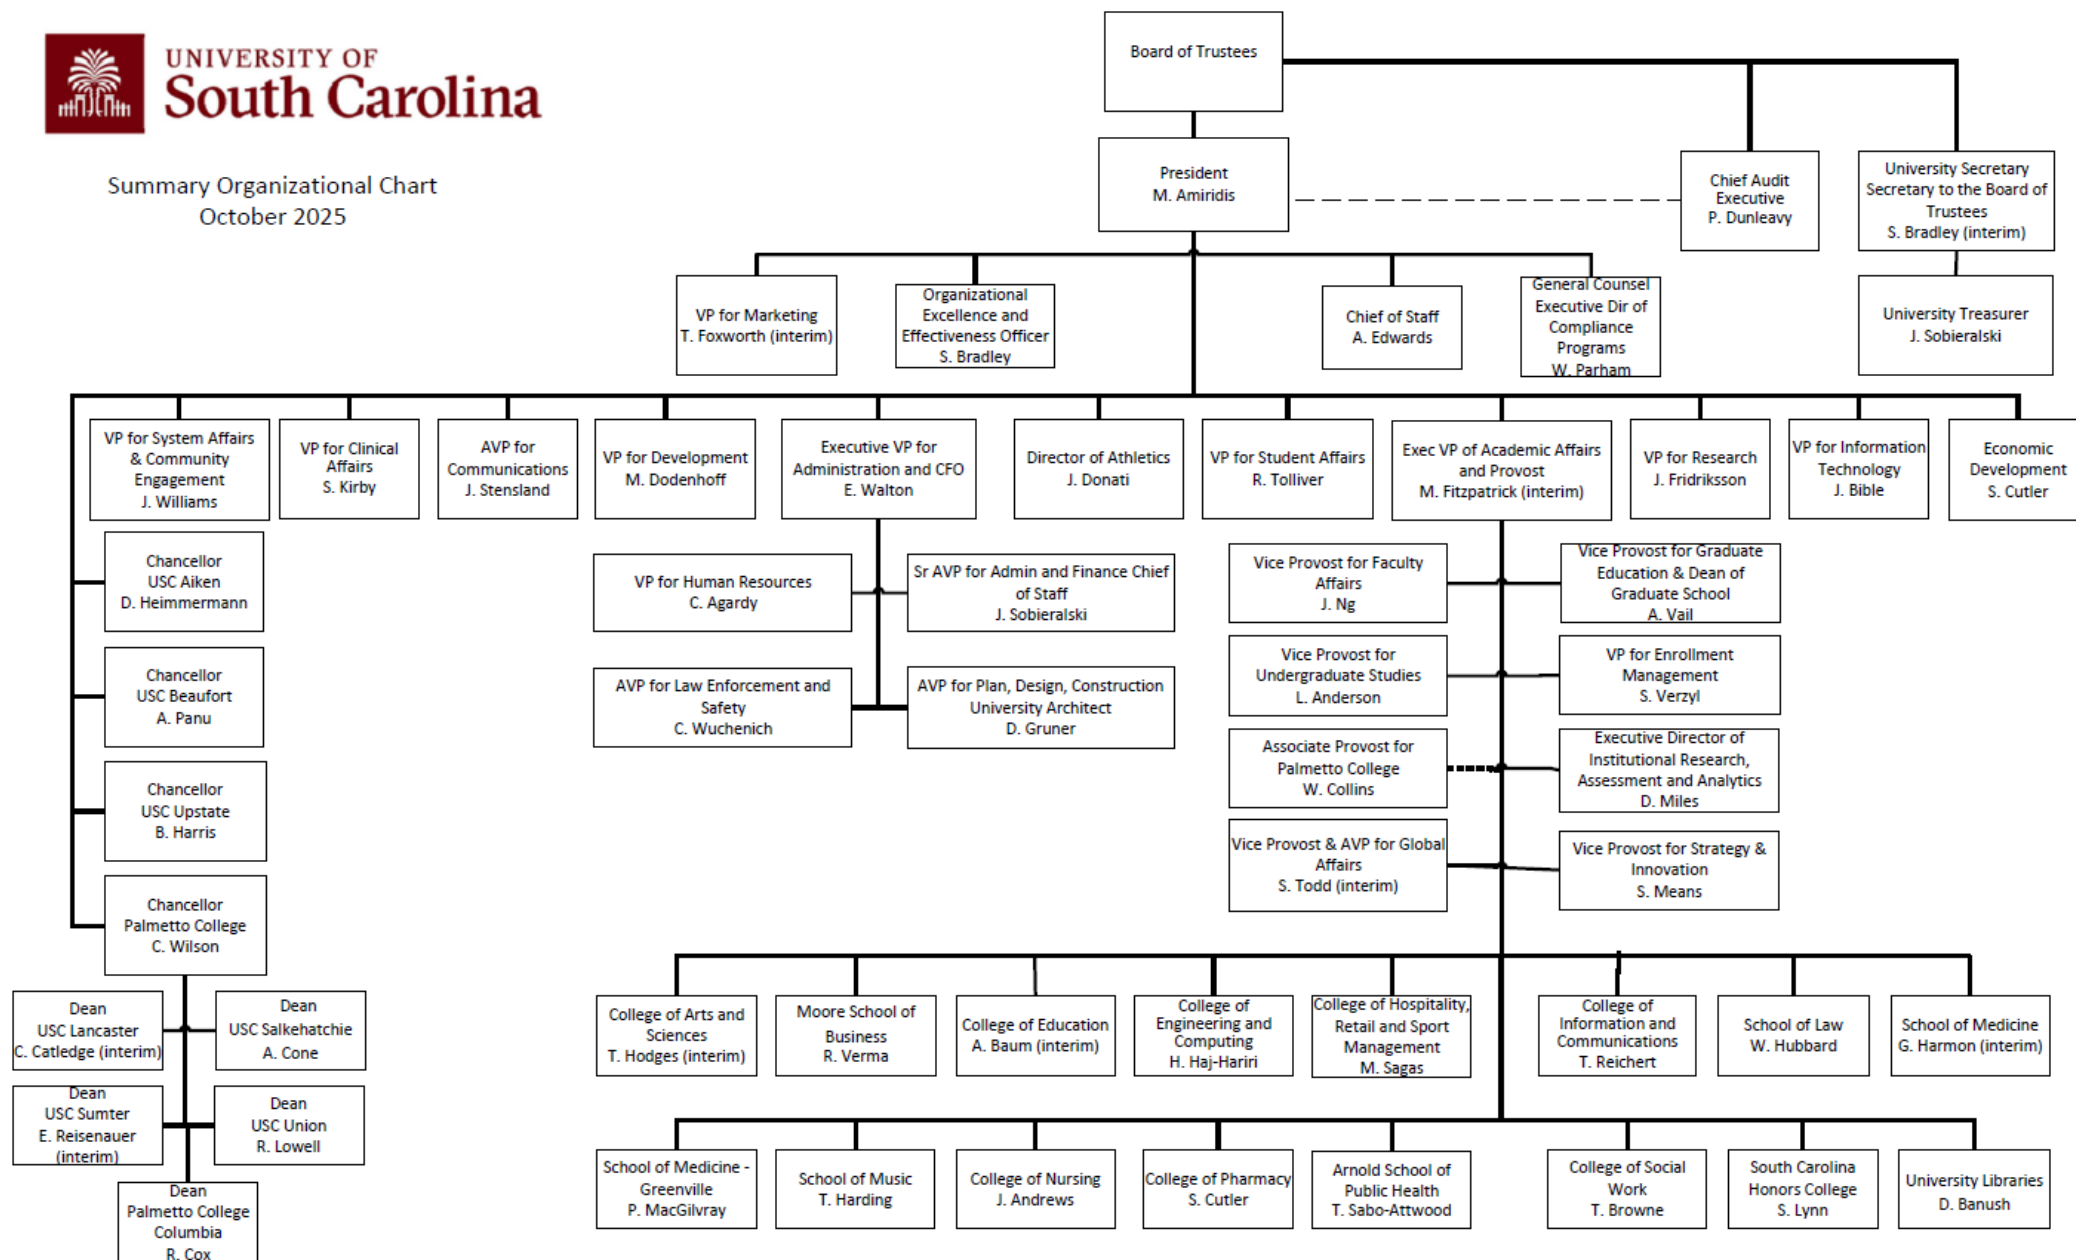 UNIVERSITY OF
South Carolina
Summary Organizational Chart
October 2025
Board of Trustees
President
M. Amiridis
Chief Audit
Executive
P. Dunleavy
University Secretary
Secretary to the Board of
Trustees
S. Bradley (interim)
VP for Marketing
T. Foxworth (interim)
Organizational
Excellence and
Effectiveness Officer
S. Bradley
Chief of Staff
A. Edwards
General Counsel
Executive Dir of
Compliance
Programs
W. Parham
University Treasurer
J. Sobieralski
VP for System Affairs
& Community
Engagement
J. Williams
VP for Clinical
Affairs
S. Kirby
AVP for
Communications
J. Stensland
VP for Development
M. Dodenhoff
Executive VP for
Administration and CFO
E. Walton
Director of Athletics
J. Donati
VP for Student Affairs
R. Tolliver
Exec VP of Academic Affairs
and Provost
M. Fitzpatrick (interim)
VP for Research
J. Fridriksson
VP for Information
Technology
J. Bible
Economic
Development
S. Cutler
Chancellor
USC Aiken
D. Heimmermann
VP for Human Resources
C. Agardy
Sr AVP for Admin and Finance Chief
of Staff
J. Sobieralski
Vice Provost for Faculty
Affairs
J. Ng
Vice Provost for Graduate
Education & Dean of
Graduate School
A. Vail
Chancellor
USC Beaufort
A. Panu
AVP for Law Enforcement and
Safety
C. Wuchenich
AVP for Plan, Design, Construction
University Architect
D. Gruner
Vice Provost for
Undergraduate Studies
L. Anderson
VP for Enrollment
Management
S. Verzyl
Chancellor
USC Upstate
B. Harris
Associate Provost for
Palmetto College
W. Collins
Executive Director of
Institutional Research,
Assessment and Analytics
D. Miles
Vice Provost & AVP for Global
Affairs
S. Todd (interim)
Vice Provost for Strategy &
Innovation
S. Means
Chancellor
Palmetto College
C. Wilson
Dean
USC Lancaster
C. Catledge (interim)
Dean
USC Salkehatchie
A. Cone
College of Arts and
Sciences
T. Hodges (interim)
Moore School of
Business
R. Verma
College of Education
A. Baum (interim)
College of
Engineering and
Computing
H. Haj-Hariri
College of Hospitality,
Retail and Sport
Management
M. Sagas
College of
Information and
Communications
T. Reichert
School of Law
W. Hubbard
School of Medicine
G. Harmon (interim)
Dean
USC Sumter
E. Reisenauer
(interim)
Dean
USC Union
R. Lowell
School of Medicine -
Greenville
P. MacGilvray
School of Music
T. Harding
College of Nursing
J. Andrews
College of Pharmacy
S. Cutler
Arnold School of
Public Health
T. Sabo-Attwood
College of Social
Work
T. Browne
South Carolina
Honors College
S. Lynn
University Libraries
D. Banush
Dean
Palmetto College
Columbia
R. Cox